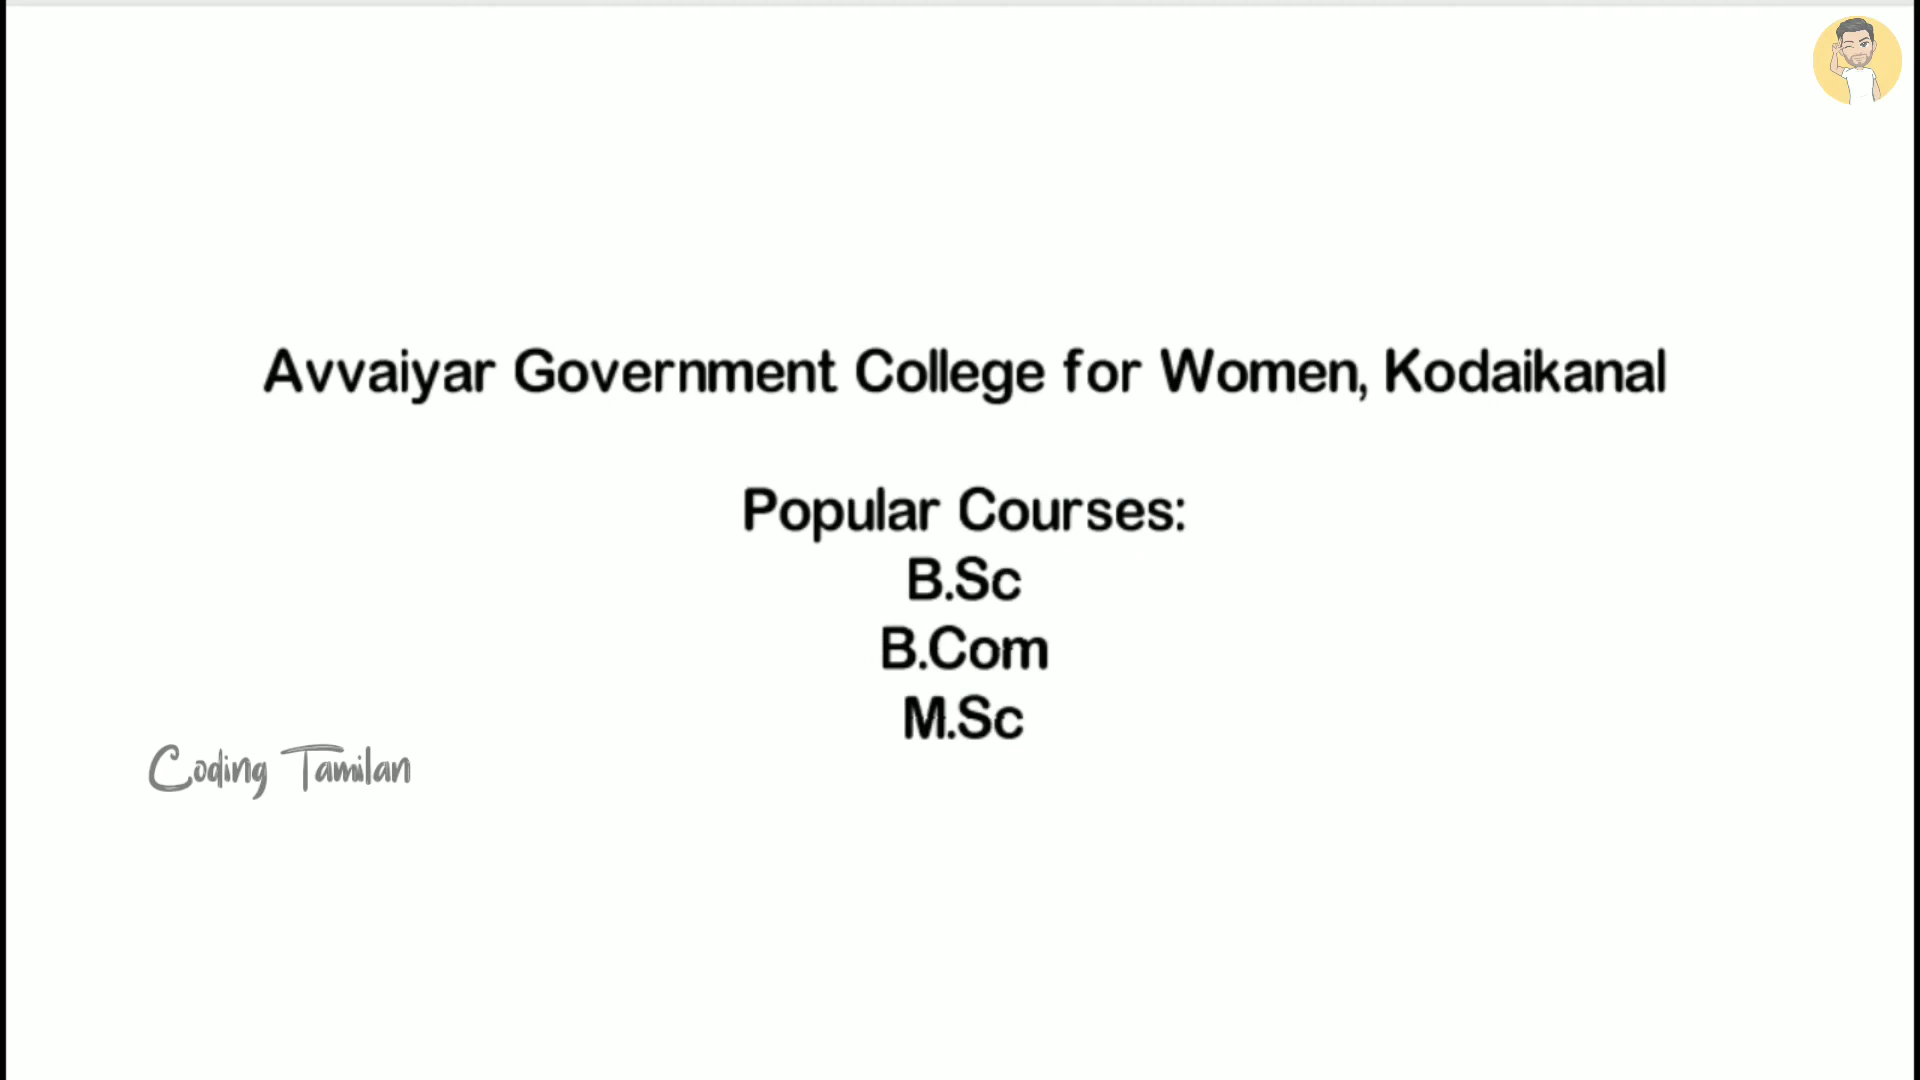 Avvaiyar Government College for Women, Kodaikanal
Popular Courses:
B.Sc
B.Com
M.Sc
Coding Tamilan